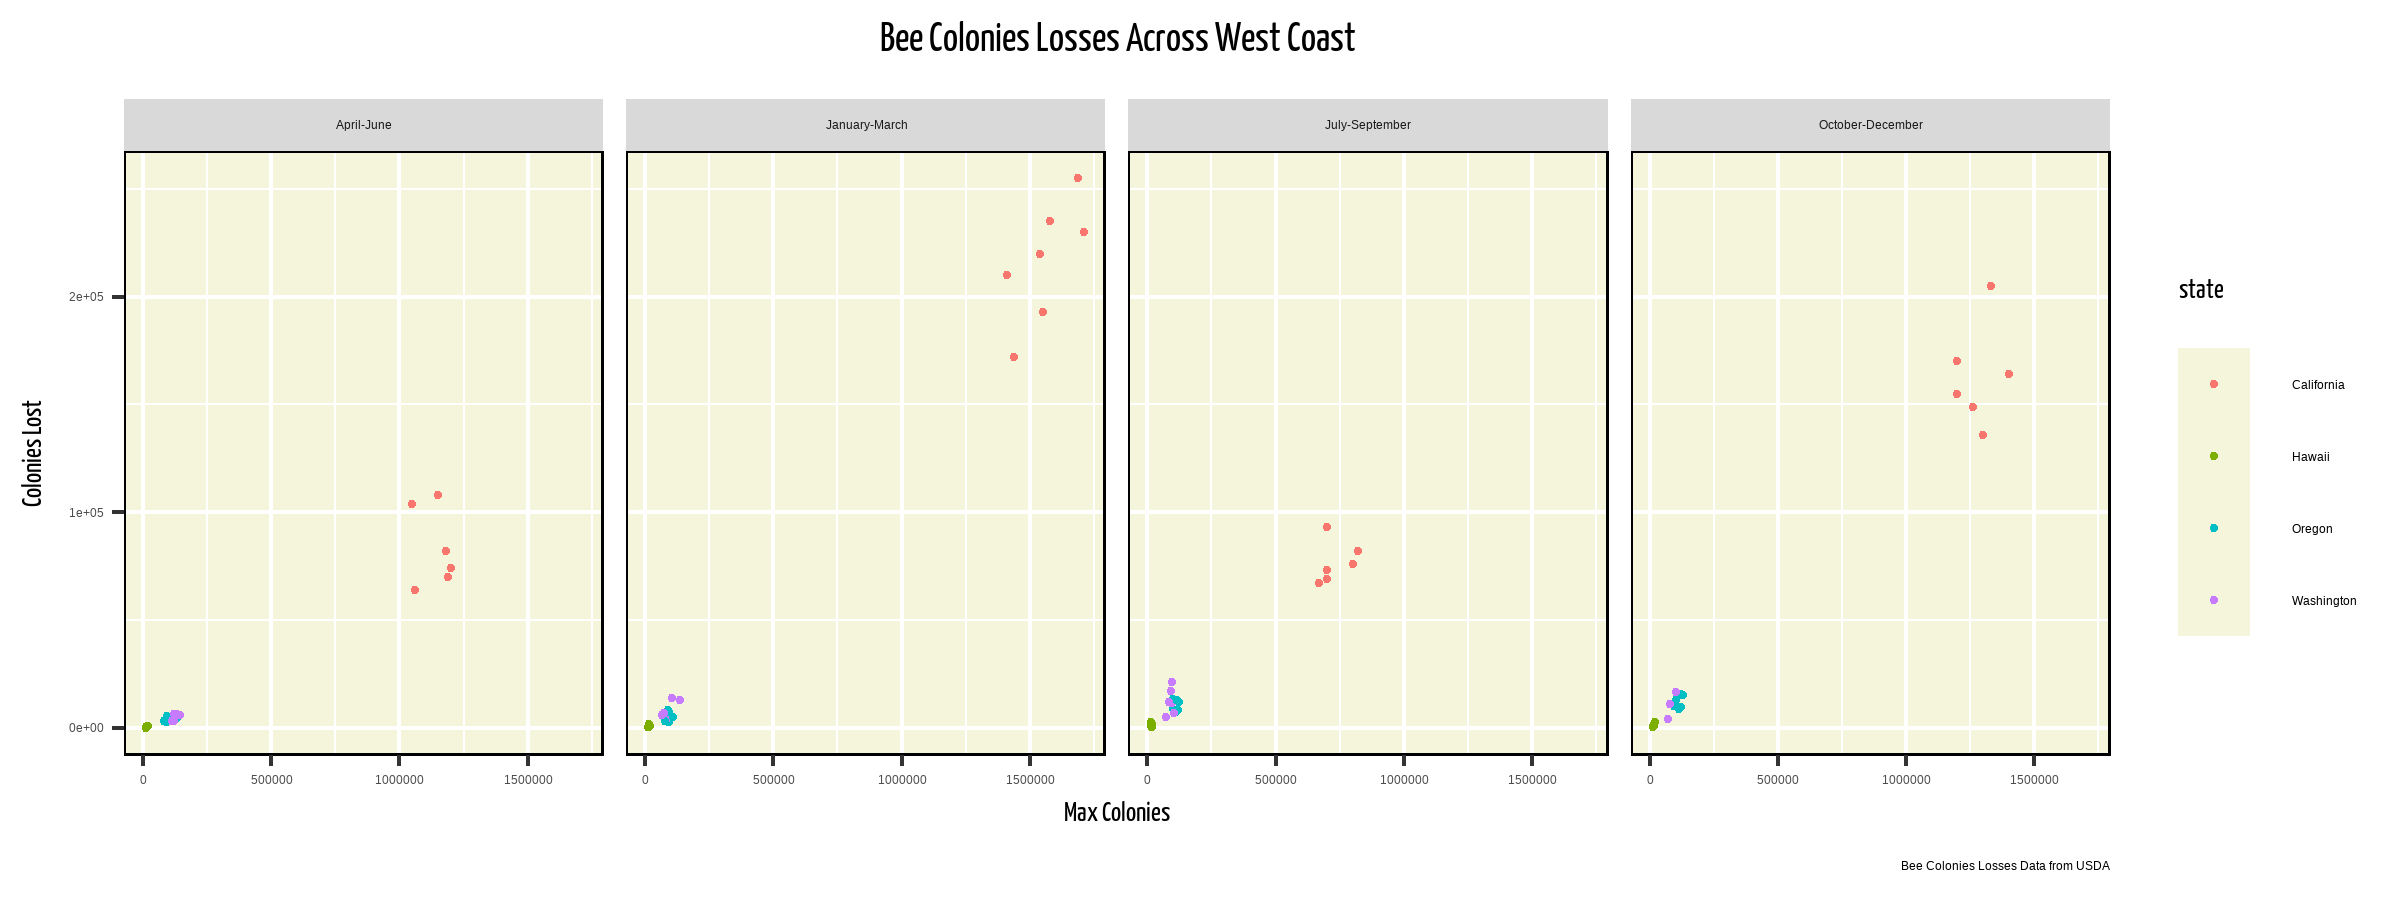 Bee Colonies Losses Across West Coast
April-June
January-March
July-September
October-December
Colonies Lost
2e+05
1e+05
0e+00
0 500000 1000000 1500000
0 500000 1000000 1500000
0 500000 1000000 1500000
0 500000 1000000 1500000
Max Colonies
state
California
Hawaii
Oregon
Washington
Bee Colonies Losses Data from USDA